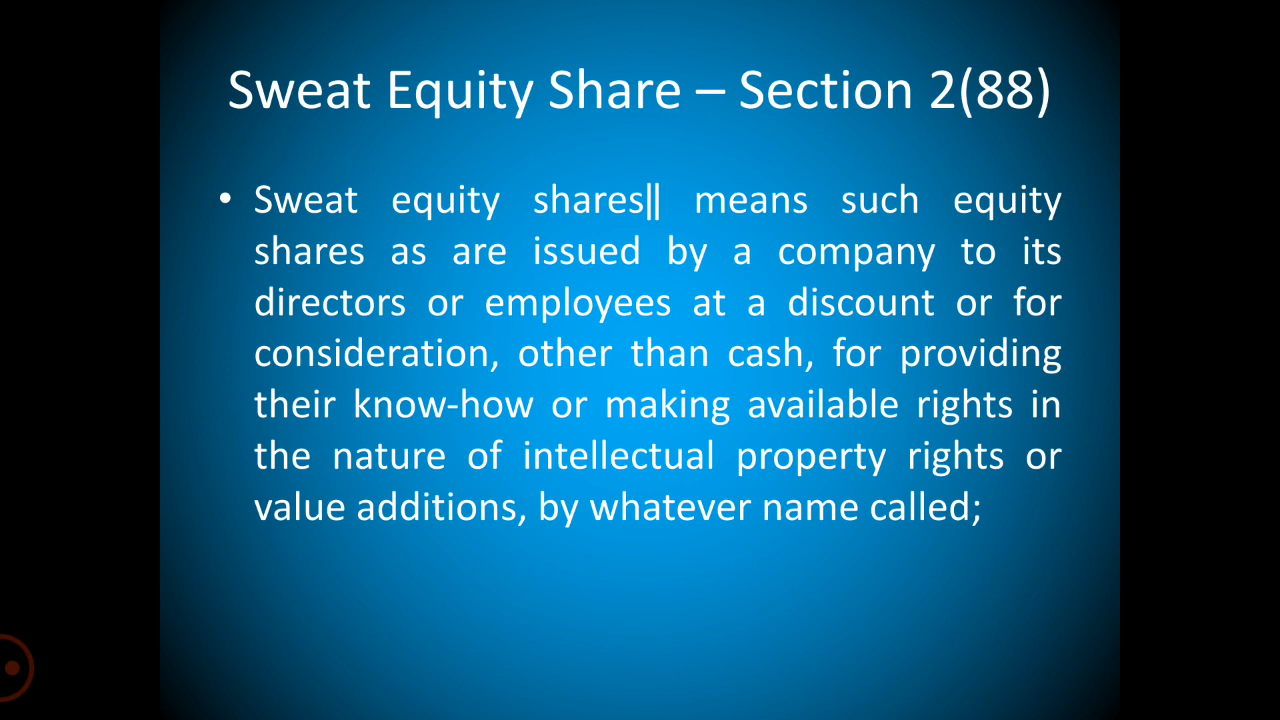 Sweat Equity Share – Section 2(88)
• Sweat equity shares‖ means such equity
shares as are issued by a company to its
directors or employees at a discount or for
consideration, other than cash, for providing
their know-how or making available rights in
the nature of intellectual property rights or
value additions, by whatever name called;